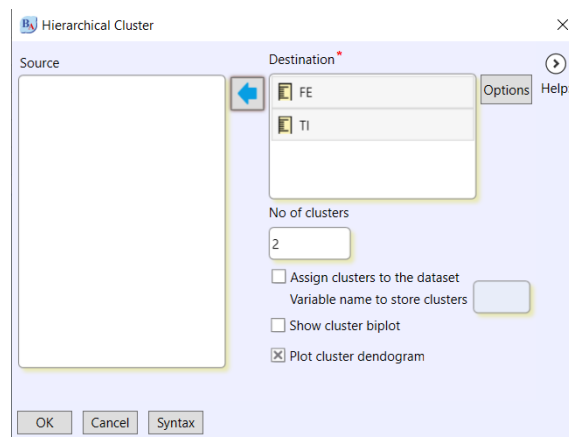 Hierarchical Cluster
Source
Destination *
FE
TI
Options
Help
No of clusters
2
Assign clusters to the dataset
Variable name to store clusters
Show cluster biplot
Plot cluster dendogram
OK Cancel Syntax